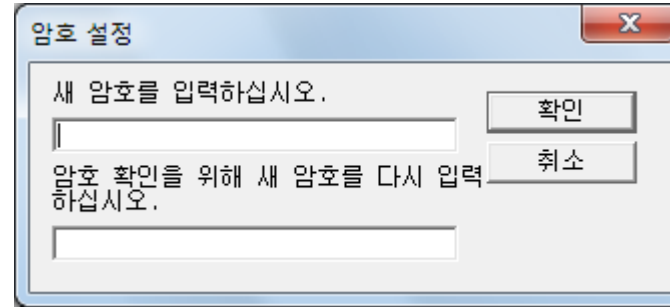 암호 설정
새 암호를 입력하십시오.
확인
취소
암호 확인을 위해 새 암호를 다시 입력
하십시오.